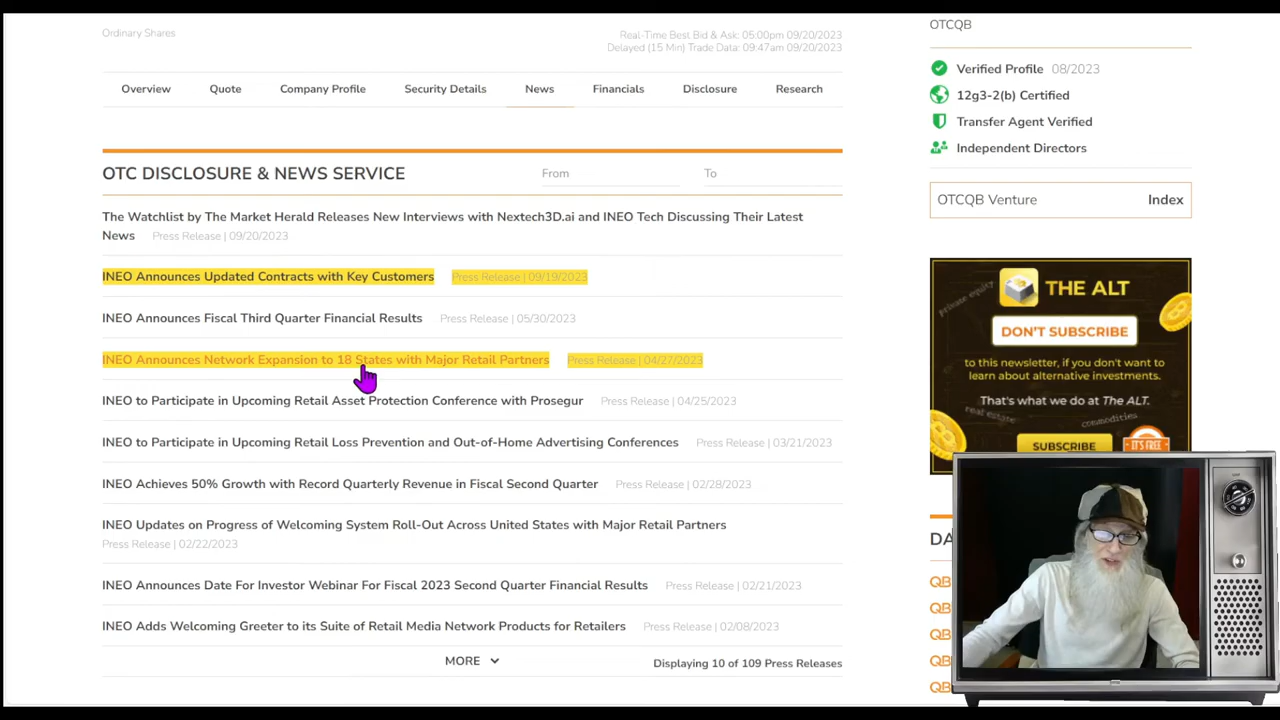 Ordinary Shares
Real-Time Best Bid & Ask: 05:00pm 09/20/2023
Delayed (15 Min) Trade Data: 09:47am 09/20/2023
Overview Quote Company Profile Security Details News Financials Disclosure Research
OTC DISCLOSURE & NEWS SERVICE From To
The Watchlist by The Market Herald Releases New Interviews with Nextech3D.ai and INEO Tech Discussing Their Latest
News Press Release | 09/20/2023
INEO Announces Updated Contracts with Key Customers Press Release | 09/19/2023
INEO Announces Fiscal Third Quarter Financial Results Press Release | 05/30/2023
INEO Announces Network Expansion to 18 States with Major Retail Partners Press Release | 04/27/2023
INEO to Participate in Upcoming Retail Asset Protection Conference with Prosegur Press Release | 04/25/2023
INEO to Participate in Upcoming Retail Loss Prevention and Out-of-Home Advertising Conferences Press Release | 03/21/2023
INEO Achieves 50% Growth with Record Quarterly Revenue in Fiscal Second Quarter Press Release | 02/28/2023
INEO Updates on Progress of Welcoming System Roll-Out Across United States with Major Retail Partners
Press Release | 02/22/2023
INEO Announces Date For Investor Webinar For Fiscal 2023 Second Quarter Financial Results Press Release | 02/21/2023
INEO Adds Welcoming Greeter to its Suite of Retail Media Network Products for Retailers Press Release | 02/08/2023
MORE Displaying 10 of 109 Press Releases
OTCQB
Verified Profile 08/2023
12g3-2(b) Certified
Transfer Agent Verified
Independent Directors
OTCQB Venture Index
private equity
THE ALT
DON'T SUBSCRIBE
to this newsletter, if you don't want to
learn about alternative investments.
That's what we do at The ALT.
real estate commodities
SUBSCRIBE IT'S FREE
DA
QB
QB
QB
QB
QB